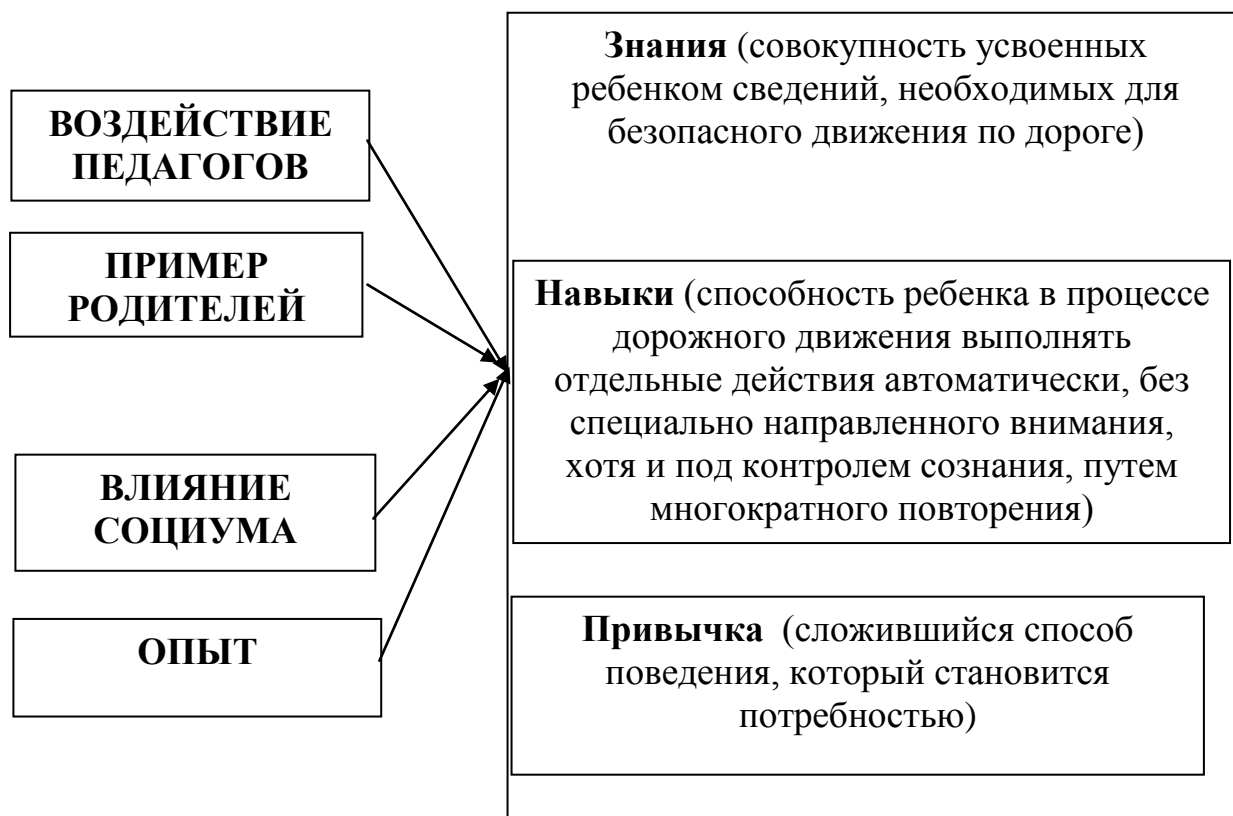 ВОЗДЕЙСТВИЕ
ПЕДАГОГОВ
ПРИМЕР
РОДИТЕЛЕЙ
ВЛИЯНИЕ
СОЦИУМА
ОПЫТ
Знания (совокупность усвоенных
ребенком сведений, необходимых для
безопасного движения по дороге)
Навыки (способность ребенка в процессе
дорожного движения выполнять
отдельные действия автоматически, без
специально направленного внимания,
хотя и под контролем сознания, путем
многократного повторения)
Привычка (сложившийся способ
поведения, который становится
потребностью)